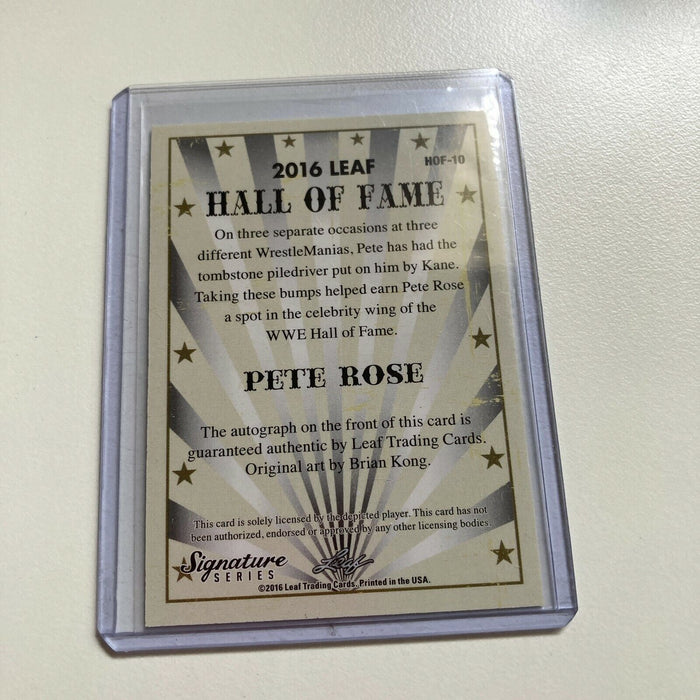 2016 LEAF
HOF-10
HALL OF FAME
On three separate occasions at three
different WrestleManias, Pete has had the
tombstone piledriver put on him by Kane.
Taking these bumps helped earn Pete Rose
a spot in the celebrity wing of the
WWE Hall of Fame.
PETE ROSE
The autograph on the front of this card is
guaranteed authentic by Leaf Trading Cards.
Original art by Brian Kong.
This card is solely licensed by the depicted player. This card has not
been authorized, endorsed or approved by any other licensing bodies.
Signature
SERIES
Leaf
©2016 Leaf Trading Cards, Printed in the USA.